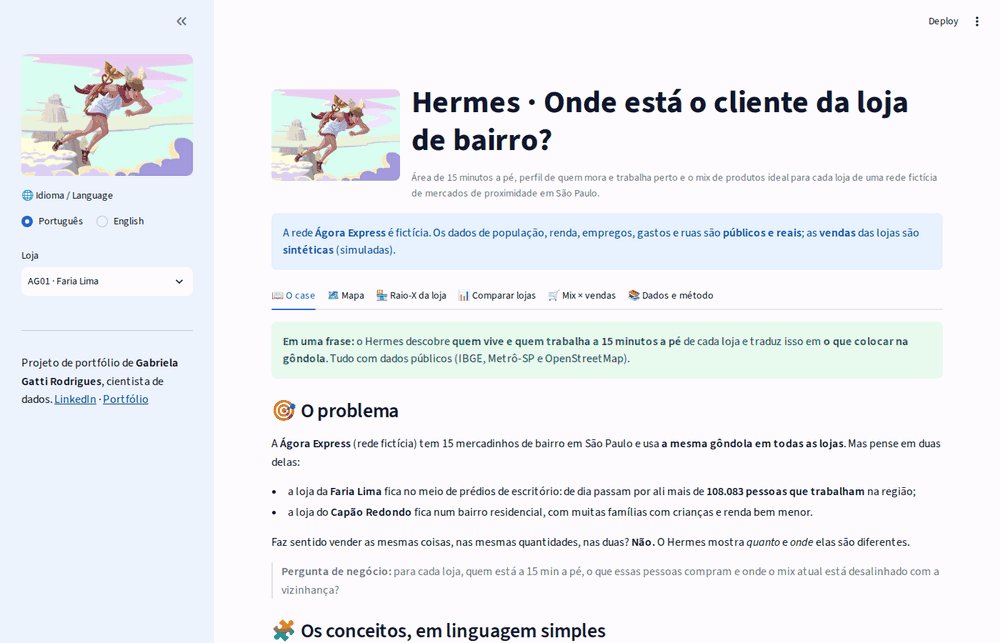 Deploy
🌐 Idioma / Language
Português
English
Loja
AG01 · Faria Lima
Projeto de portfólio de Gabriela
Gatti Rodrigues, cientista de
dados. LinkedIn · Portfólio
Hermes · Onde está o cliente da loja
de bairro?
Área de 15 minutos a pé, perfil de quem mora e trabalha perto e o mix de produtos ideal para cada loja de uma rede fictícia
de mercados de proximidade em São Paulo.
A rede Ágora Express é fictícia. Os dados de população, renda, empregos, gastos e ruas são públicos e reais; as vendas das lojas são
sintéticas (simuladas).
📖 O case 🗺️ Mapa 🏪 Raio-X da loja 📊 Comparar lojas 🛒 Mix × vendas 📚 Dados e método
Em uma frase: o Hermes descobre quem vive e quem trabalha a 15 minutos a pé de cada loja e traduz isso em o que colocar na
gôndola. Tudo com dados públicos (IBGE, Metrô-SP e OpenStreetMap).
🎯 O problema
A Ágora Express (rede fictícia) tem 15 mercadinhos de bairro em São Paulo e usa a mesma gôndola em todas as lojas. Mas pense em duas
delas:
• a loja da Faria Lima fica no meio de prédios de escritório: de dia passam por ali mais de 108.083 pessoas que trabalham na região;
• a loja do Capão Redondo fica num bairro residencial, com muitas famílias com crianças e renda bem menor.
Faz sentido vender as mesmas coisas, nas mesmas quantidades, nas duas? Não. O Hermes mostra quanto e onde elas são diferentes.
Pergunta de negócio: para cada loja, quem está a 15 min a pé, o que essas pessoas compram e onde o mix atual está desalinhado com a
vizinhança?
🧩 Os conceitos, em linguagem simples